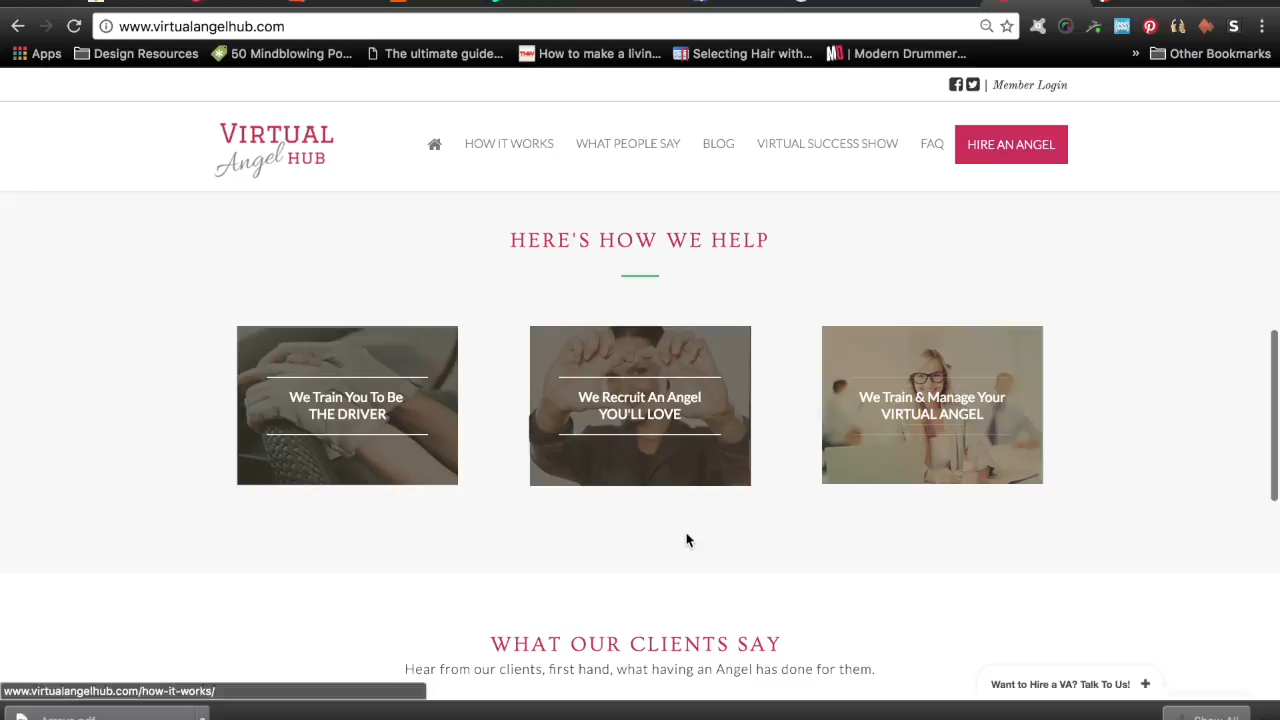 www.virtualangelhub.com
Apps Design Resources 50 Mindblowing Po... The ultimate guide... How to make a livin... Selecting Hair with... | Modern Drummer... » Other Bookmarks
| Member Login
VIRTUAL
Angel HUB
HOW IT WORKS WHAT PEOPLE SAY BLOG VIRTUAL SUCCESS SHOW FAQ HIRE AN ANGEL
HERE'S HOW WE HELP
We Train You To Be
THE DRIVER
We Recruit An Angel
YOU'LL LOVE
We Train & Manage Your
VIRTUAL ANGEL
WHAT OUR CLIENTS SAY
Hear from our clients, first hand, what having an Angel has done for them.
Want to Hire a VA? Talk To Us! +
www.virtualangelhub.com/how-it-works/
Show All